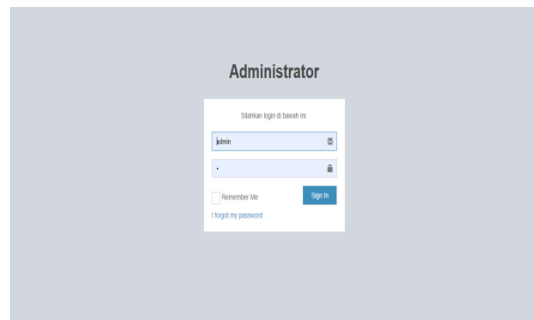 Administrator
Silahkan login di bawah ini.
admin
•
Remember Me
Sign In
I forgot my password